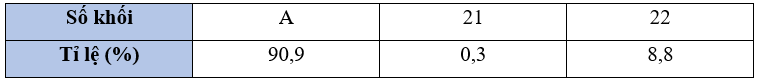 Số khối A 21 22
Tỉ lệ (%) 90,9 0,3 8,8